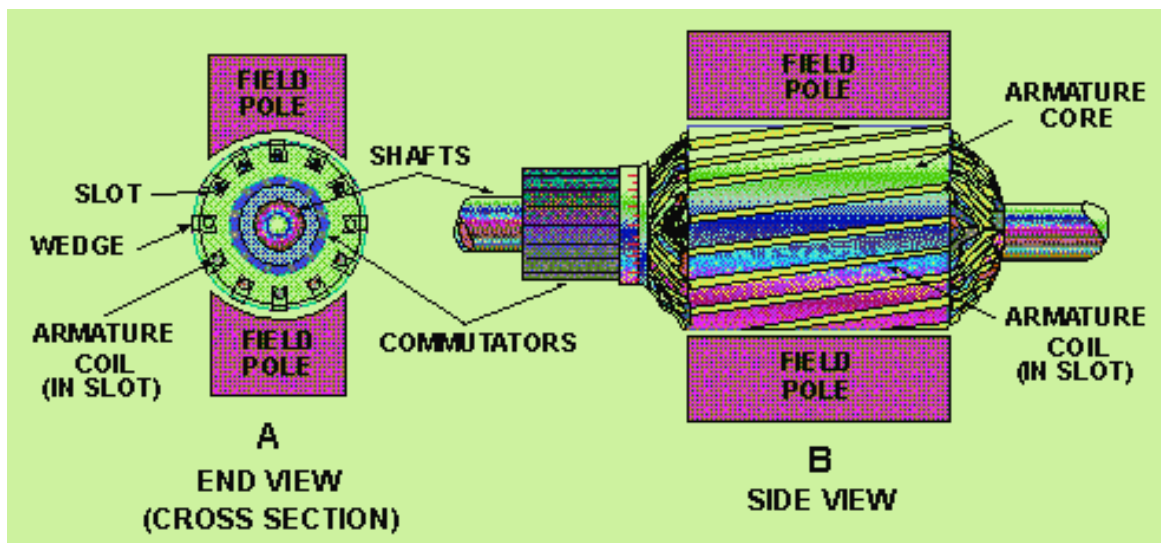 FIELD
POLE
SHAFTS
SLOT
WEDGE
ARMATURE
COIL
(IN SLOT)
FIELD
POLE
COMMUTATORS
A
END VIEW
(CROSS SECTION)
FIELD
POLE
ARMATURE
CORE
ARMATURE
COIL
(IN SLOT)
FIELD
POLE
B
SIDE VIEW